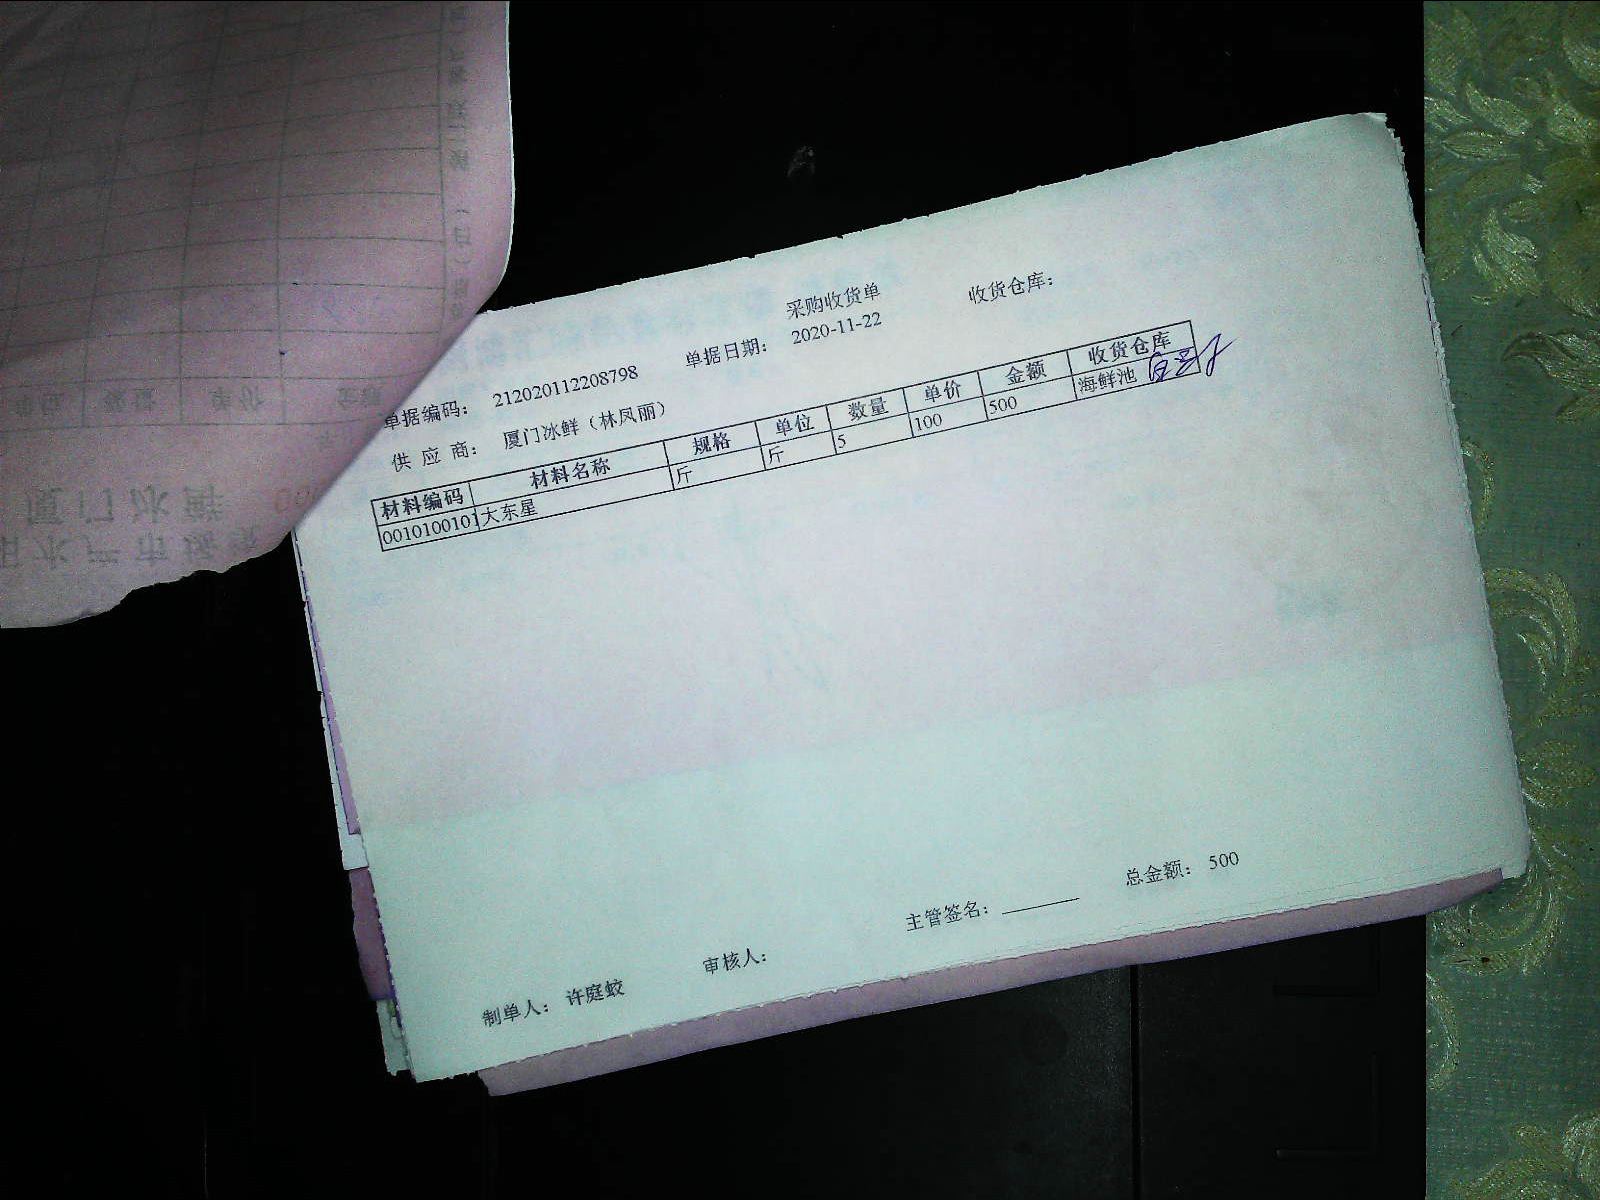 采购收货单 收货仓库:
单据编码: 212020112208798 单据日期: 2020-11-22
供 应 商: 厦门冰鲜（林凤丽）
材料编码 材料名称 规格 单位 数量 单价 金额 收货仓库
0010100101 大东星 斤 斤 5 100 500 海鲜池
总金额: 500
主管签名:
审核人:
制单人: 许庭蛟
厦门冰鲜